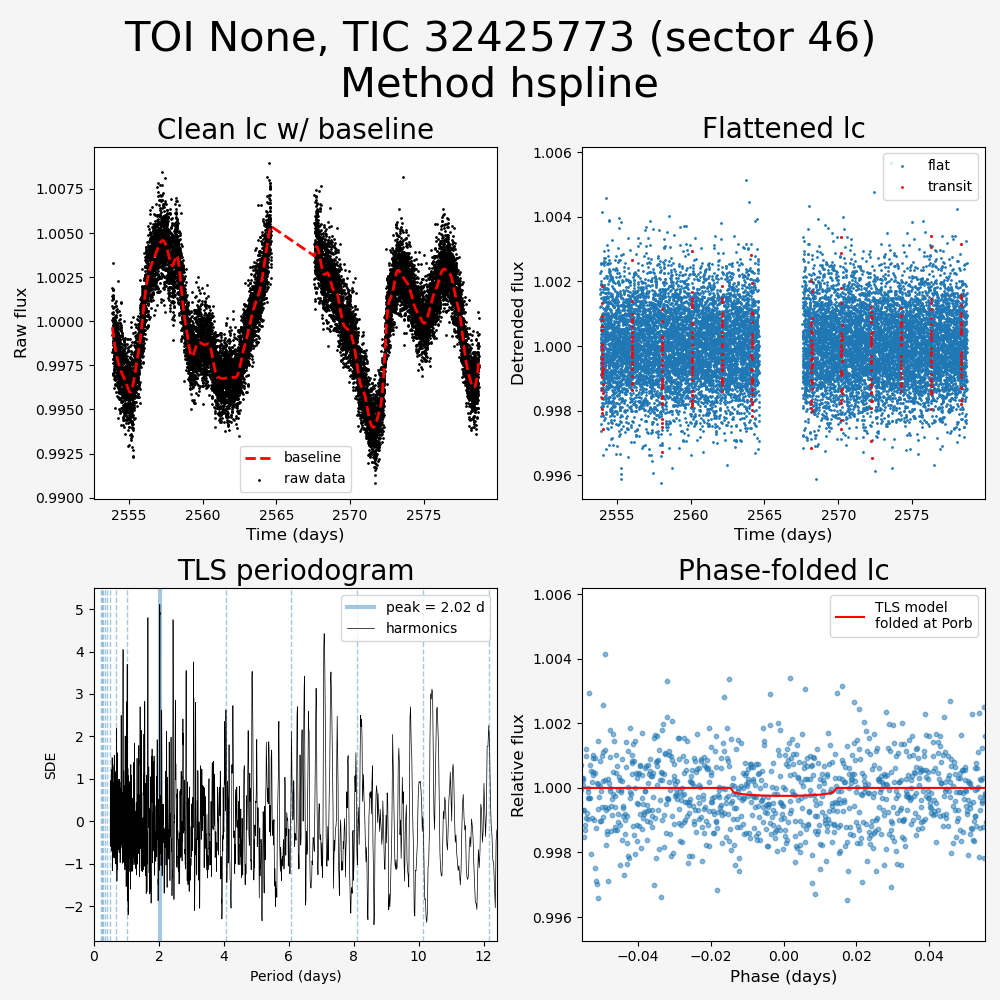 TOI None, TIC 32425773 (sector 46)
Method hspline
Clean lc w/ baseline
Raw flux
1.0075
1.0050
1.0025
1.0000
0.9975
0.9950
0.9925
0.9900
baseline
raw data
2555 2560 2565 2570 2575
Time (days)
Flattened lc
Detrended flux
1.006
1.004
1.002
1.000
0.998
0.996
flat
transit
2555 2560 2565 2570 2575
Time (days)
TLS periodogram
SDE
5
4
3
2
1
0
−1
−2
peak = 2.02 d
harmonics
0 2 4 6 8 10 12
Period (days)
Phase-folded lc
Relative flux
1.006
1.004
1.002
1.000
0.998
0.996
TLS model
folded at Porb
−0.04 −0.02 0.00 0.02 0.04
Phase (days)